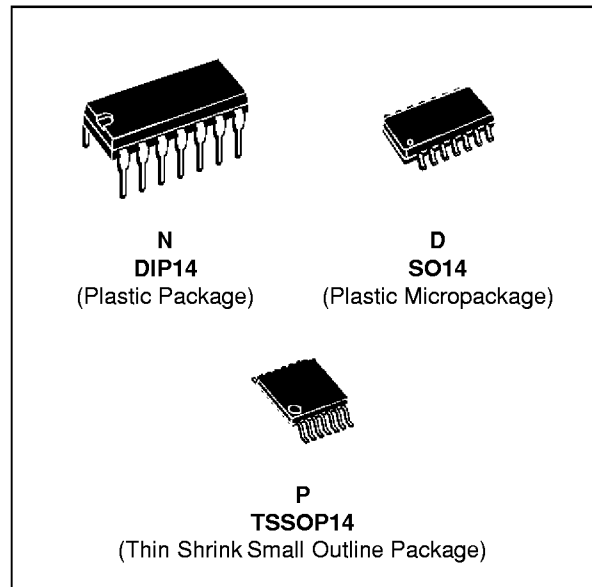 N
DIP14
(Plastic Package)
D
SO14
(Plastic Micropackage)
P
TSSOP14
(Thin Shrink Small Outline Package)